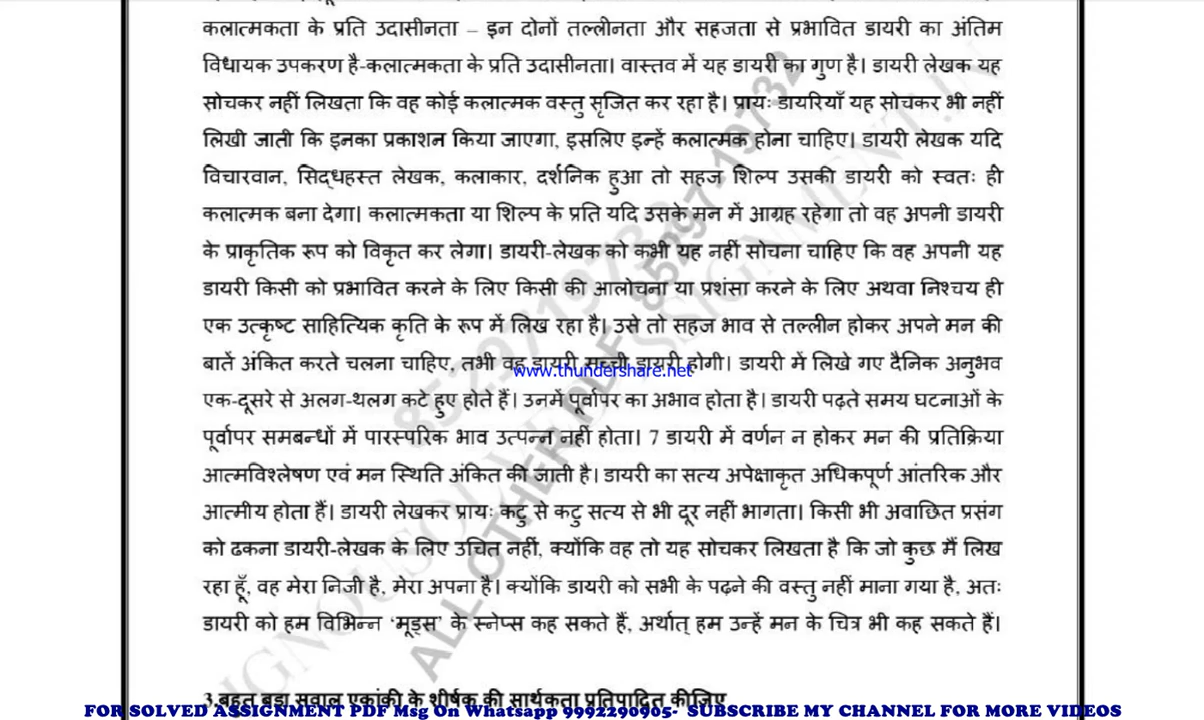 कलात्मकता के प्रति उदासीनता – इन दोनों तल्लीनता और सहजता से प्रभावित डायरी का अंतिम
विधायक उपकरण है-कलात्मकता के प्रति उदासीनता। वास्तव में यह डायरी का गुण है। डायरी लेखक यह
सोचकर नहीं लिखता कि वह कोई कलात्मक वस्तु सृजित कर रहा है। प्रायः डायरियाँ यह सोचकर भी नहीं
लिखी जाती कि इनका प्रकाशन किया जाएगा, इसलिए इन्हें कलात्मक होना चाहिए। डायरी लेखक यदि
विचारवान, सिद्धहस्त लेखक, कलाकार, दर्शनिक हुआ तो सहज शिल्प उसकी डायरी को स्वतः ही
कलात्मक बना देगा। कलात्मकता या शिल्प के प्रति यदि उसके मन में आग्रह रहेगा तो वह अपनी डायरी
के प्राकृतिक रूप को विकृत कर लेगा। डायरी-लेखक को कभी यह नहीं सोचना चाहिए कि वह अपनी यह
डायरी किसी को प्रभावित करने के लिए किसी की आलोचना या प्रशंसा करने के लिए अथवा निश्चय ही
एक उत्कृष्ट साहित्यिक कृति के रूप में लिख रहा है। उसे तो सहज भाव से तल्लीन होकर अपने मन की
बातें अंकित करते चलना चाहिए, तभी वह डायरी सच्ची डायरी होगी। डायरी में लिखे गए दैनिक अनुभव
www.thundershare.net
एक-दूसरे से अलग-थलग कटे हुए होते हैं। उनमें पूर्वापर का अभाव होता है। डायरी पढ़ते समय घटनाओं के
पूर्वापर समबन्धों में पारस्परिक भाव उत्पन्न नहीं होता। 7 डायरी में वर्णन न होकर मन की प्रतिक्रिया
आत्मविश्लेषण एवं मन स्थिति अंकित की जाती है। डायरी का सत्य अपेक्षाकृत अधिकपूर्ण आंतरिक और
आत्मीय होता हैं। डायरी लेखकर प्रायः कटु से कटु सत्य से भी दूर नहीं भागता। किसी भी अवाछित प्रसंग
को ढकना डायरी-लेखक के लिए उचित नहीं, क्योंकि वह तो यह सोचकर लिखता है कि जो कुछ मैं लिख
रहा हूँ, वह मेरा निजी है, मेरा अपना है। क्योंकि डायरी को सभी के पढ़ने की वस्तु नहीं माना गया है, अतः
डायरी को हम विभिन्न 'मूड्स' के स्नेप्स कह सकते हैं, अर्थात् हम उन्हें मन के चित्र भी कह सकते हैं।
3.बहुत बड़ा सवाल एकांकी के शीर्षक की सार्थकता प्रतिपादित कीजिए
FOR SOLVED ASSIGNMENT PDF Msg On Whatsapp 9992290905- SUBSCRIBE MY CHANNEL FOR MORE VIDEOS